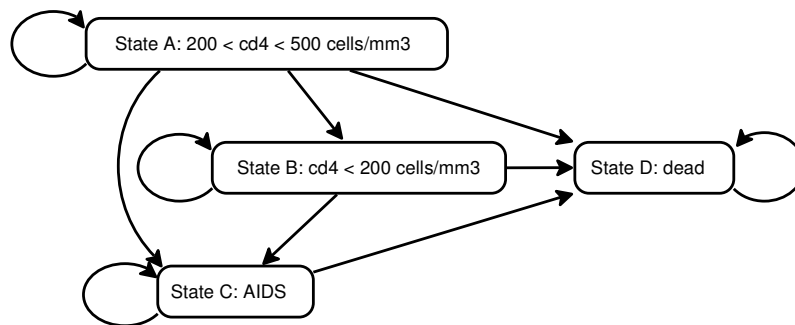 State A: 200 < cd4 < 500 cells/mm3
State B: cd4 < 200 cells/mm3
State D: dead
State C: AIDS